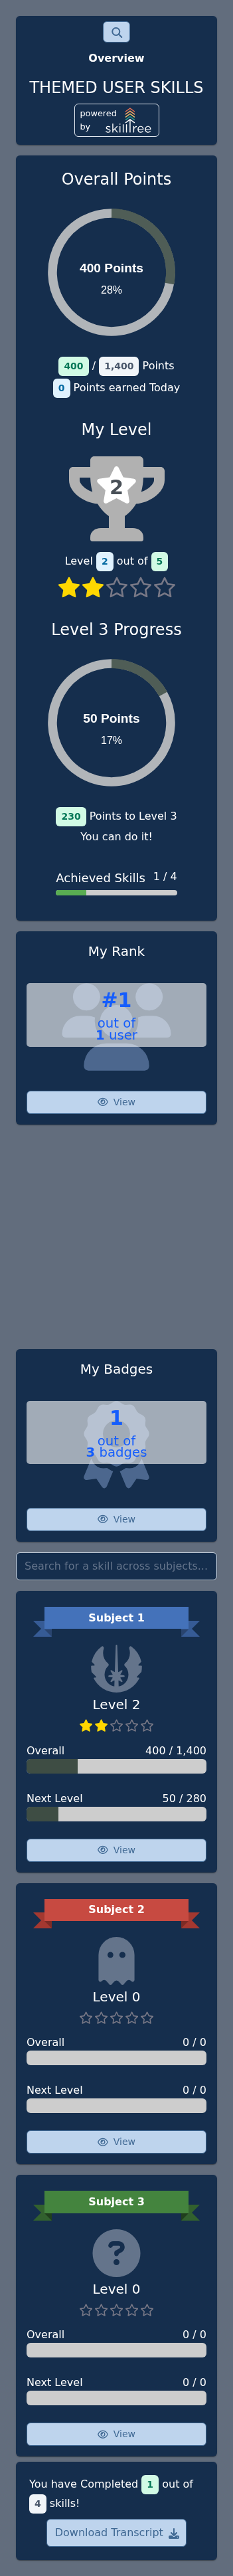 Overview
THEMED USER SKILLS
powered
by skilltree
Overall Points
400 Points
28%
400 / 1,400 Points
0 Points earned Today
My Level
2
Level 2 out of 5
Level 3 Progress
50 Points
17%
230 Points to Level 3
You can do it!
Achieved Skills 1 / 4
My Rank
#1
out of
1 user
View
My Badges
1
out of
3 badges
View
Search for a skill across subjects...
Subject 1
Level 2
Overall 400 / 1,400
Next Level 50 / 280
View
Subject 2
Level 0
Overall 0 / 0
Next Level 0 / 0
View
Subject 3
?
Level 0
Overall 0 / 0
Next Level 0 / 0
View
You have Completed 1 out of
4 skills!
Download Transcript